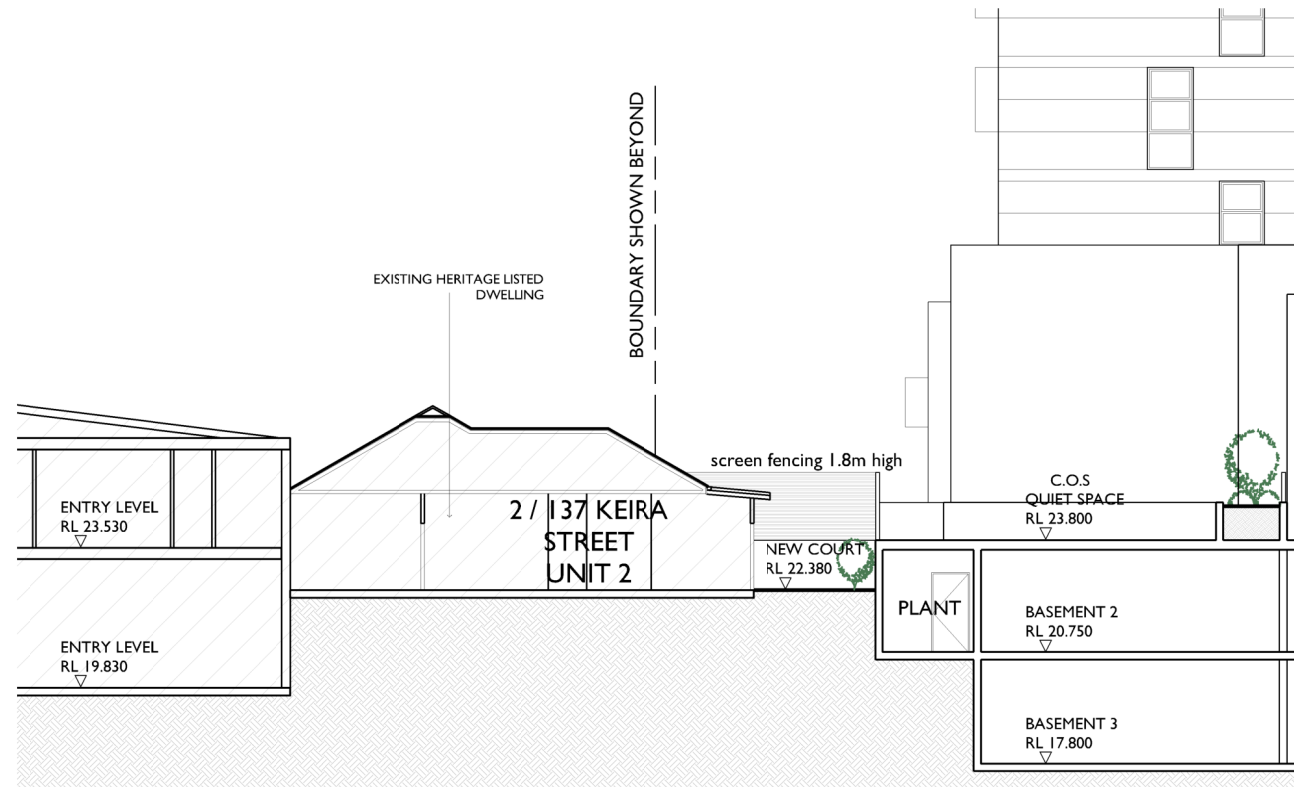 BOUNDARY SHOWN BEYOND
EXISTING HERITAGE LISTED
DWELLING
screen fencing 1.8m high
C.O.S
QUIET SPACE
RL 23.800
ENTRY LEVEL
RL 23.530
2 / 137 KEIRA
STREET
UNIT 2
NEW COURT
RL 22.380
PLANT
BASEMENT 2
RL 20.750
ENTRY LEVEL
RL 19.830
BASEMENT 3
RL 17.800